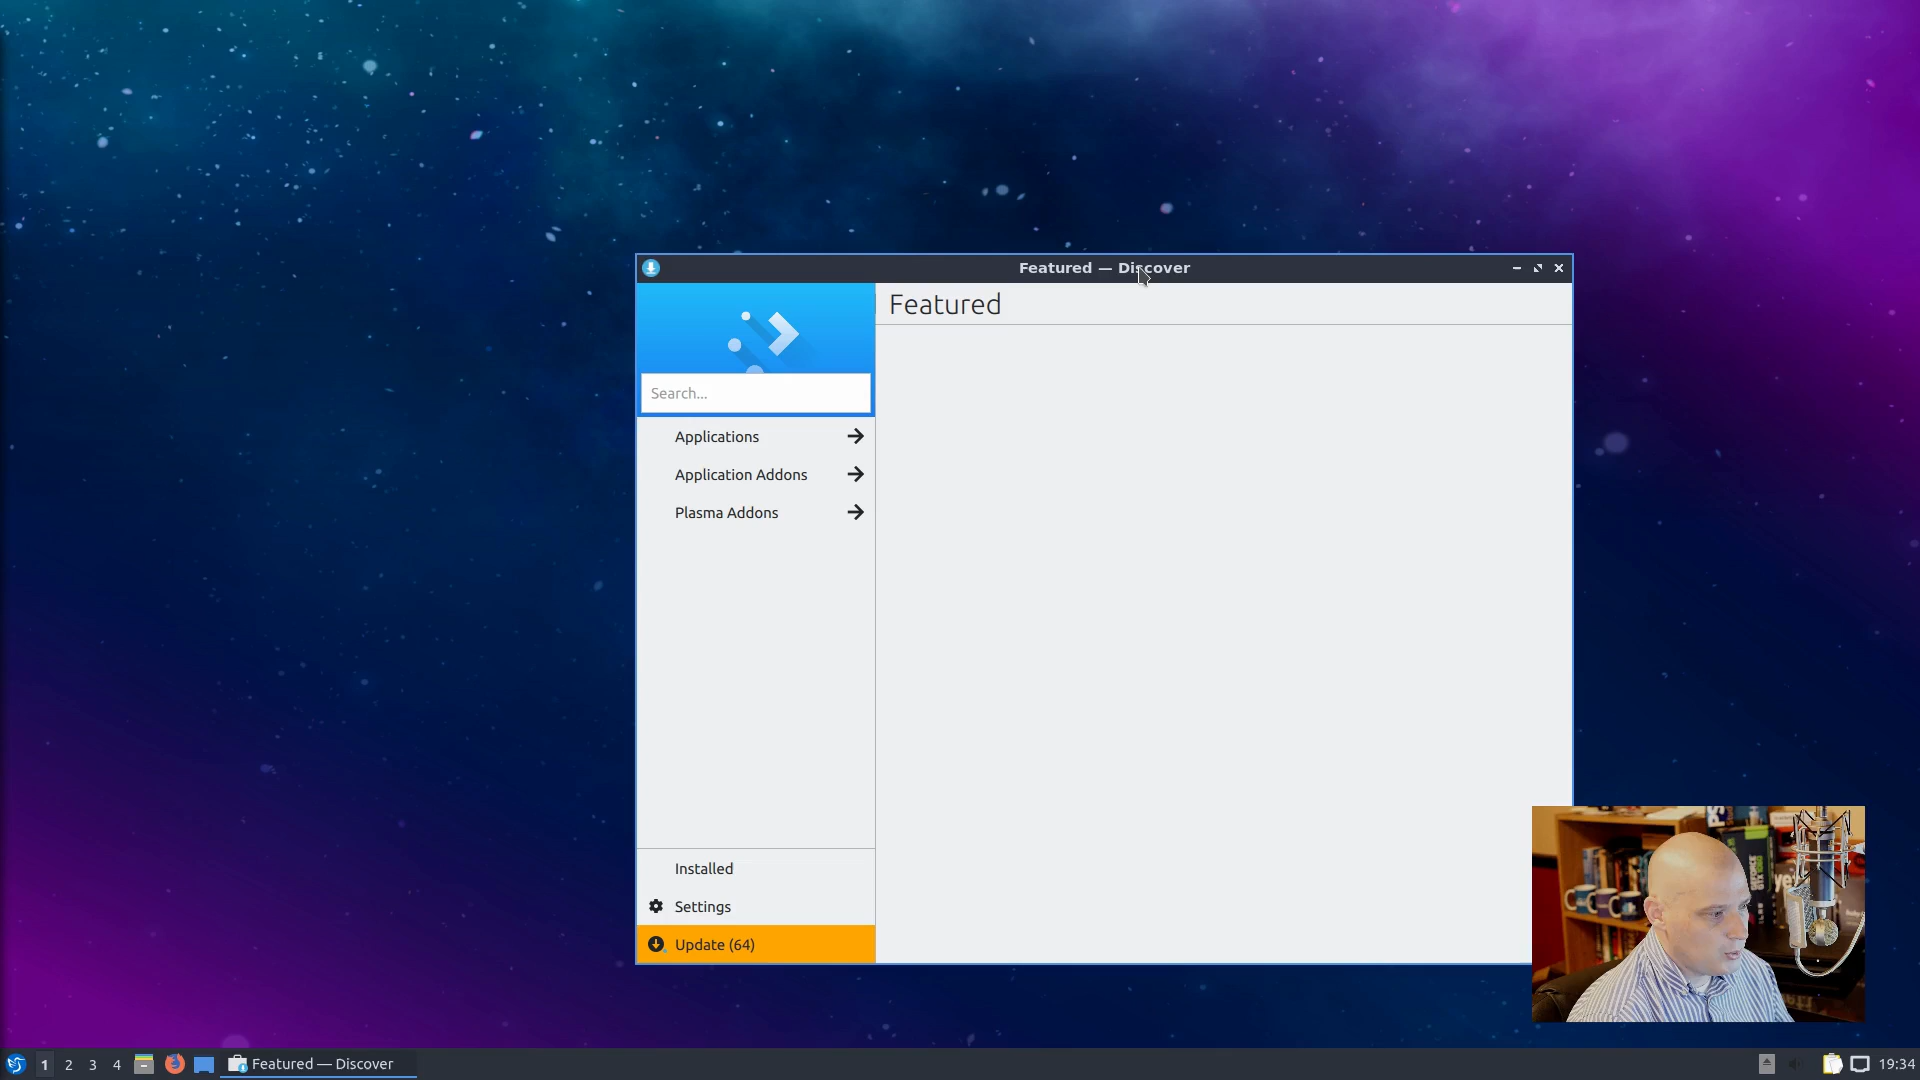 Featured — Discover
Featured
Search...
Applications
Application Addons
Plasma Addons
Installed
Settings
Update (64)
1 2 3 4
Featured — Discover
19:34